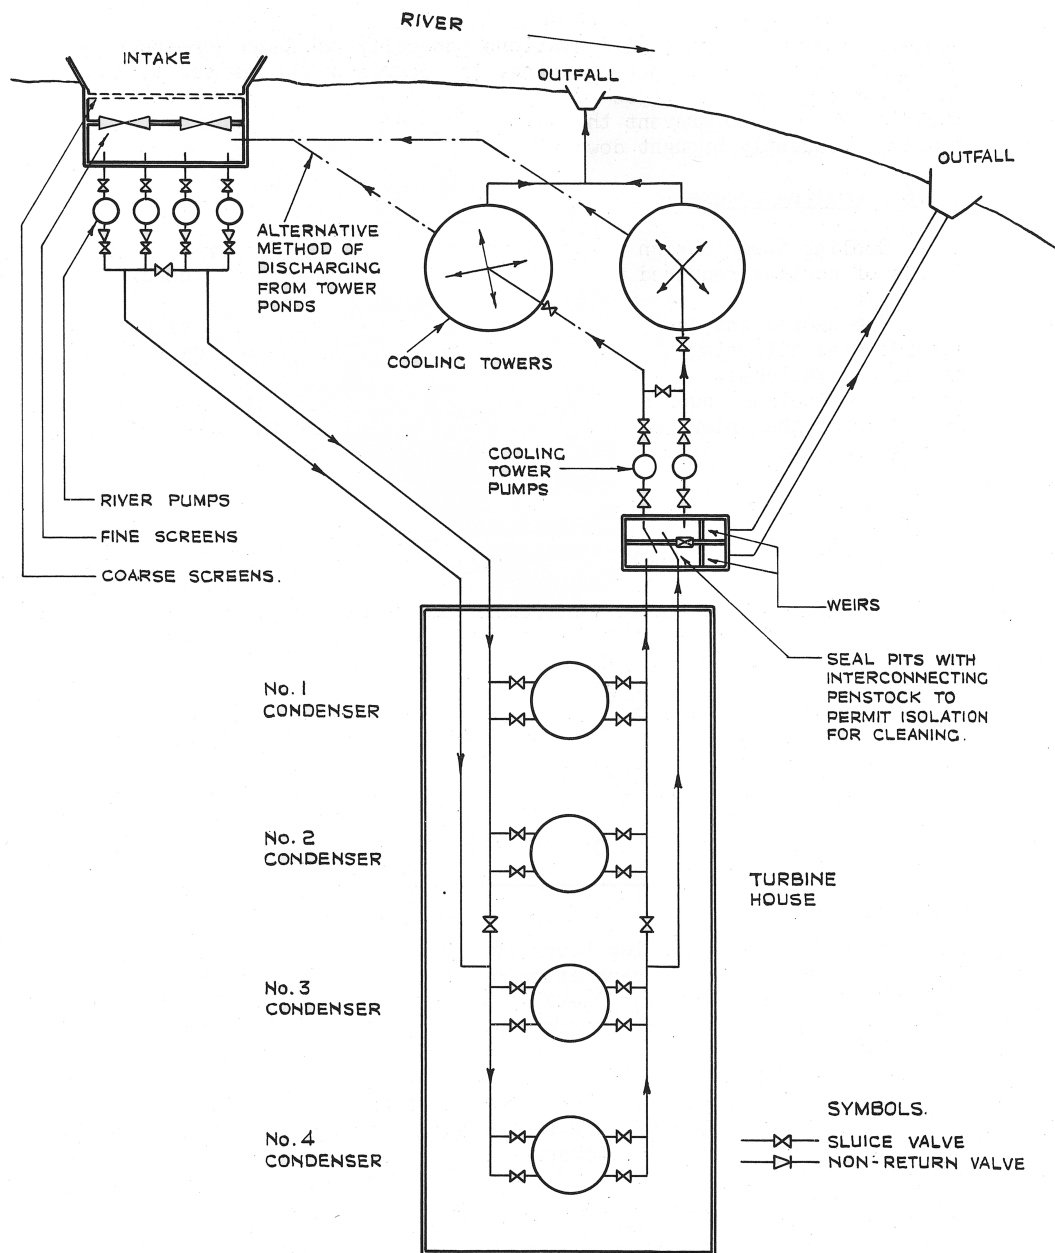 RIVER
INTAKE
OUTFALL
OUTFALL
ALTERNATIVE
METHOD OF
DISCHARGING
FROM TOWER
PONDS
COOLING TOWERS
COOLING
TOWER
PUMPS
RIVER PUMPS
FINE SCREENS
COARSE SCREENS.
WEIRS
SEAL PITS WITH
INTERCONNECTING
PENSTOCK TO
PERMIT ISOLATION
FOR CLEANING.
No. 1
CONDENSER
No. 2
CONDENSER
TURBINE
HOUSE
No. 3
CONDENSER
No. 4
CONDENSER
SYMBOLS.
SLUICE VALVE
NON-RETURN VALVE